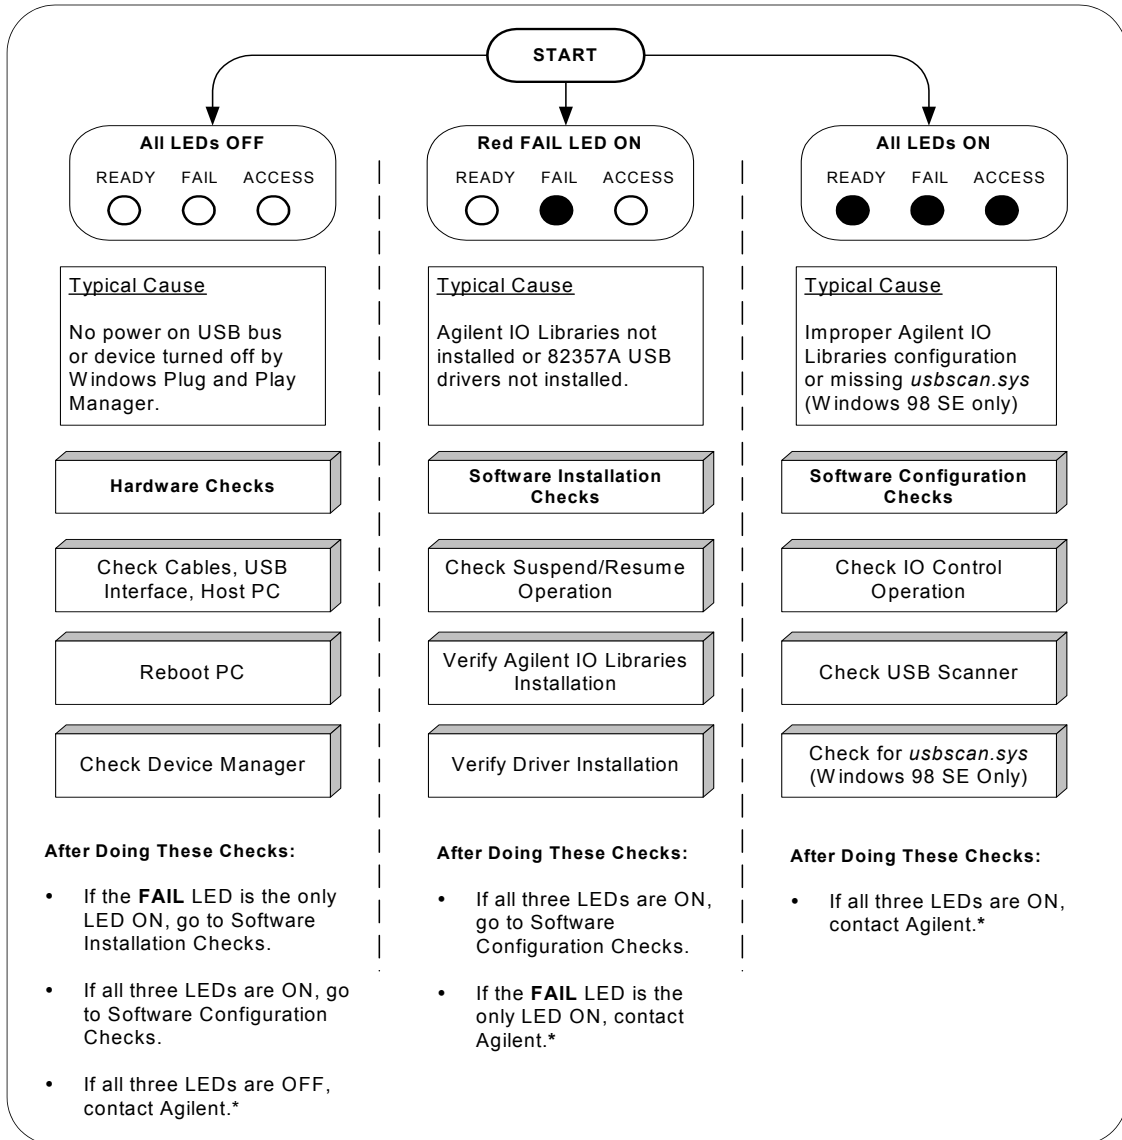 START
All LEDs OFF
READY FAIL ACCESS
Typical Cause
No power on USB bus
or device turned off by
Windows Plug and Play
Manager.
Hardware Checks
Check Cables, USB
Interface, Host PC
Reboot PC
Check Device Manager
After Doing These Checks:
• If the FAIL LED is the only
LED ON, go to Software
Installation Checks.
• If all three LEDs are ON, go
to Software Configuration
Checks.
• If all three LEDs are OFF,
contact Agilent.*
Red FAIL LED ON
READY FAIL ACCESS
Typical Cause
Agilent IO Libraries not
installed or 82357A USB
drivers not installed.
Software Installation
Checks
Check Suspend/Resume
Operation
Verify Agilent IO Libraries
Installation
Verify Driver Installation
After Doing These Checks:
• If all three LEDs are ON,
go to Software
Configuration Checks.
• If the FAIL LED is the
only LED ON, contact
Agilent.*
All LEDs ON
READY FAIL ACCESS
Typical Cause
Improper Agilent IO
Libraries configuration
or missing usbscan.sys
(Windows 98 SE only)
Software Configuration
Checks
Check IO Control
Operation
Check USB Scanner
Check for usbscan.sys
(Windows 98 SE Only)
After Doing These Checks:
• If all three LEDs are ON,
contact Agilent.*